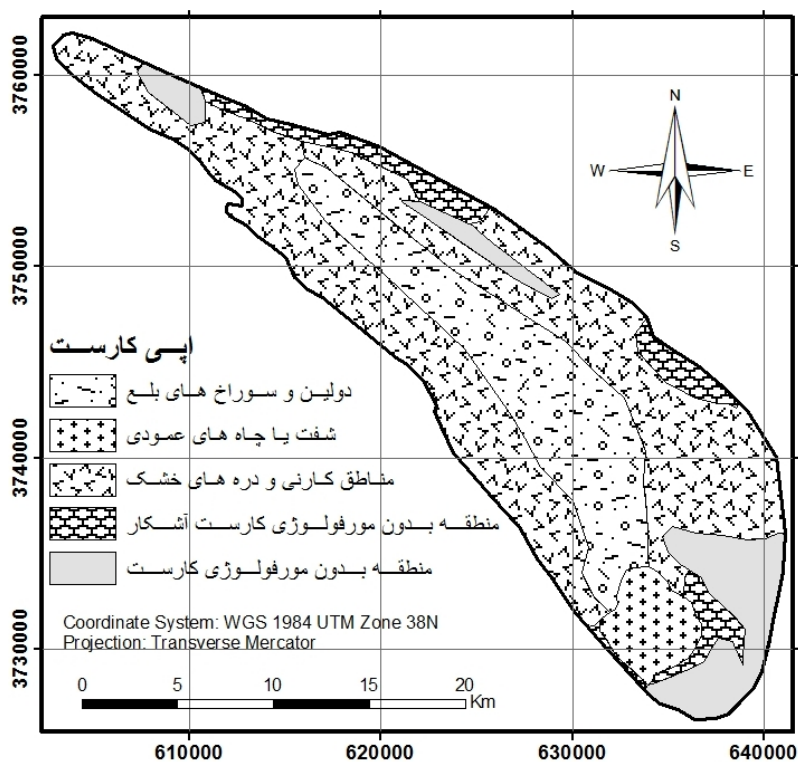 3760000
3750000
3740000
3730000
N
W E
S
اپی کارست
دولین و سوراخ های بلع
شفت یا چاه های عمودی
مناطق کارنی و دره های خشک
منطقه بدون مورفولوژی کارست آشکار
منطقه بدون مورفولوژی کارست
Coordinate System: WGS 1984 UTM Zone 38N
Projection: Transverse Mercator
0 5 10 15 20
Km
610000 620000 630000 640000